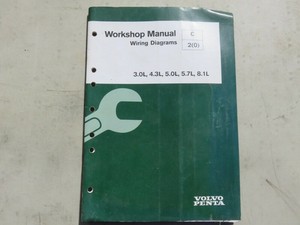 Workshop Manual
Wiring Diagrams
C
2(0)
3.0L, 4.3L, 5.0L, 5.7L, 8.1L
VOLVO
PENTA